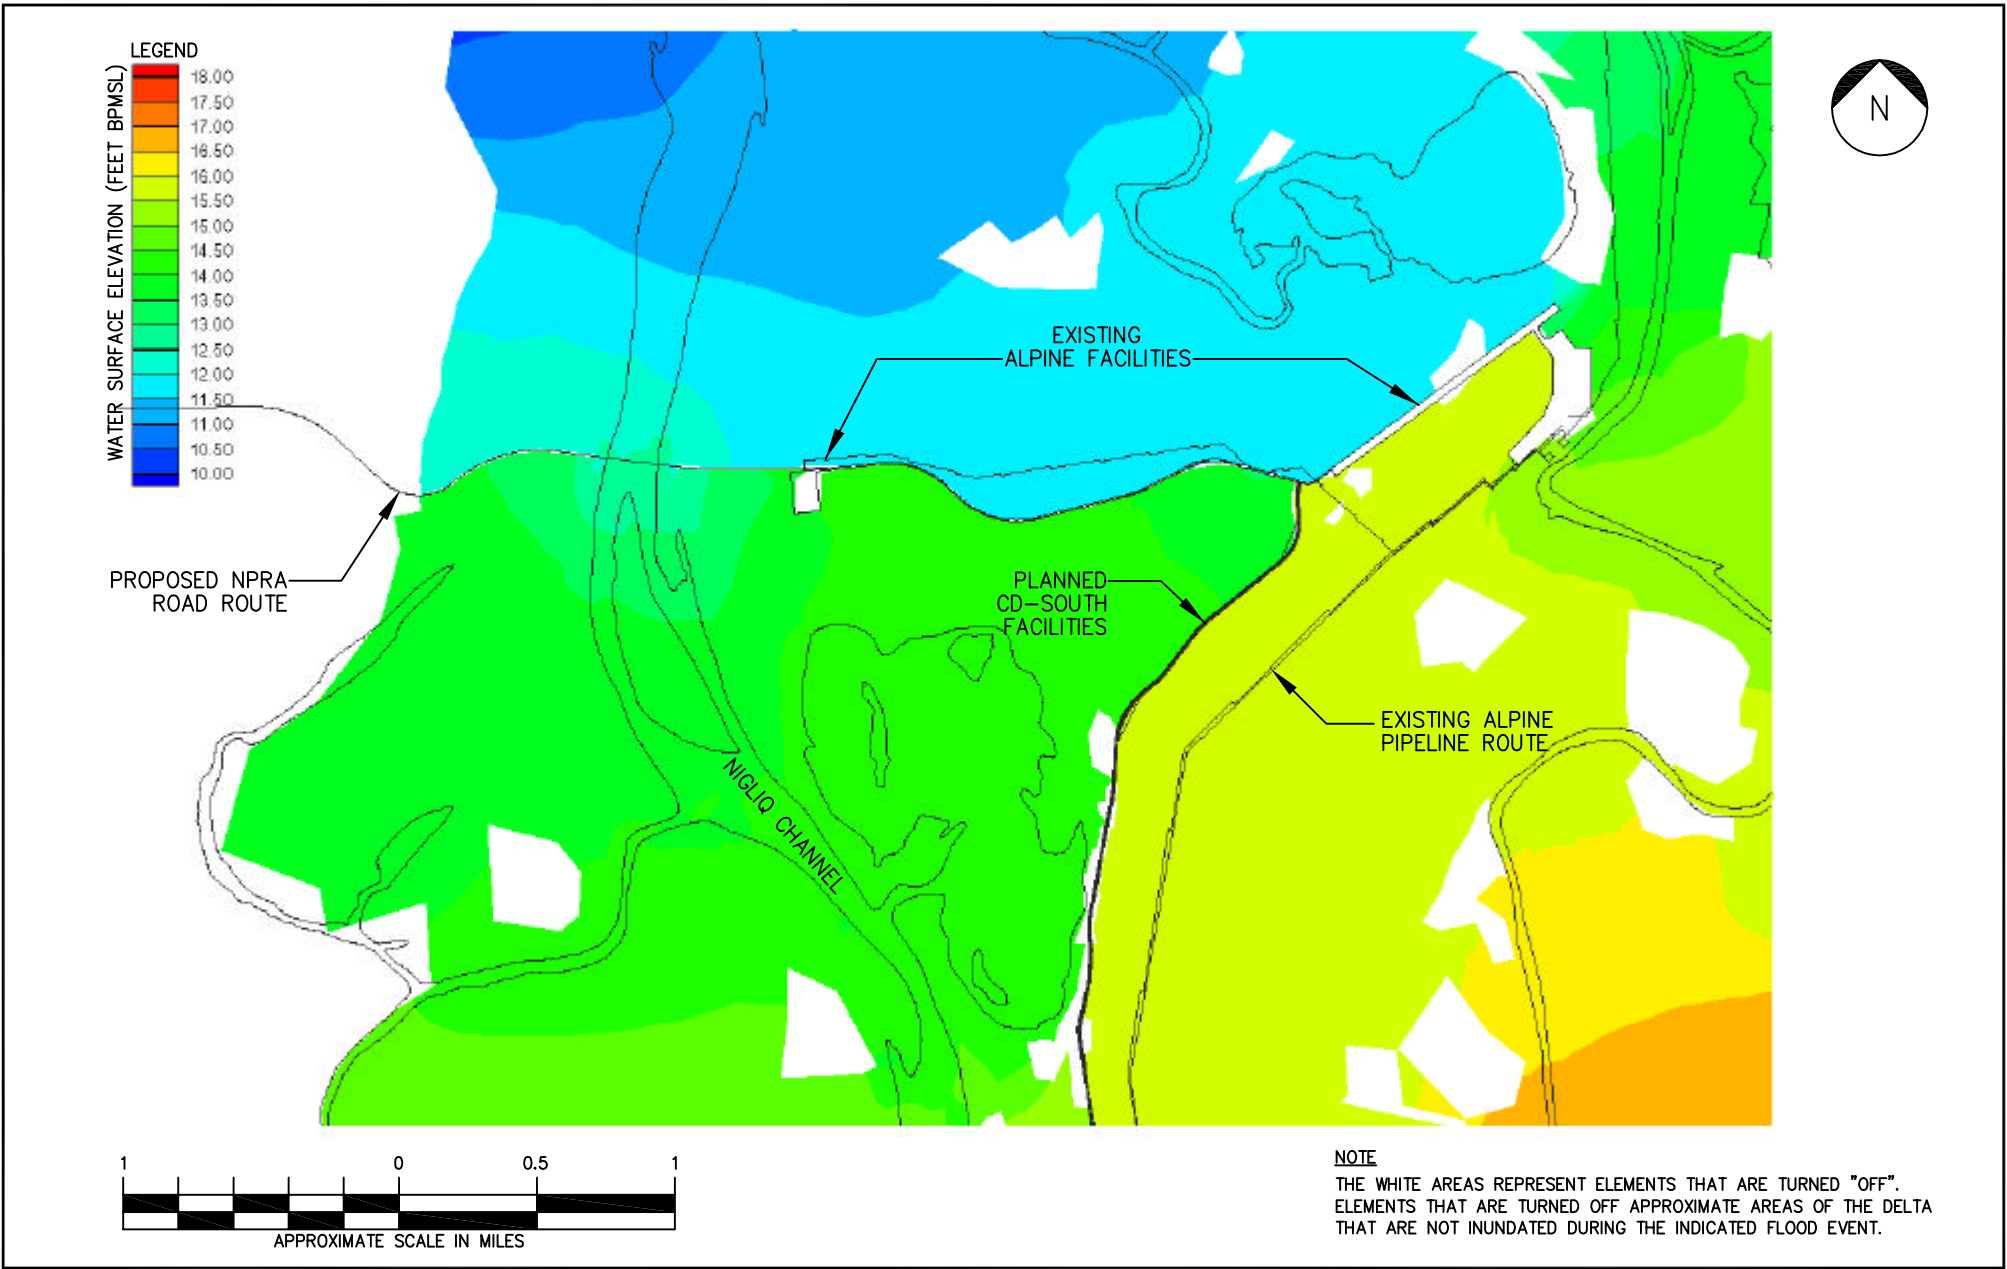 LEGEND
WATER SURFACE ELEVATION (FEET BPMSL)
18.00
17.50
17.00
16.50
16.00
15.50
15.00
14.50
14.00
13.50
13.00
12.50
12.00
11.50
11.00
10.50
10.00
N
EXISTING
ALPINE FACILITIES
PROPOSED NPRA
ROAD ROUTE
PLANNED
CD-SOUTH
FACILITIES
EXISTING ALPINE
PIPELINE ROUTE
NIGLIQ CHANNEL
1 0 0.5 1
APPROXIMATE SCALE IN MILES
NOTE
THE WHITE AREAS REPRESENT ELEMENTS THAT ARE TURNED "OFF".
ELEMENTS THAT ARE TURNED OFF APPROXIMATE AREAS OF THE DELTA
THAT ARE NOT INUNDATED DURING THE INDICATED FLOOD EVENT.